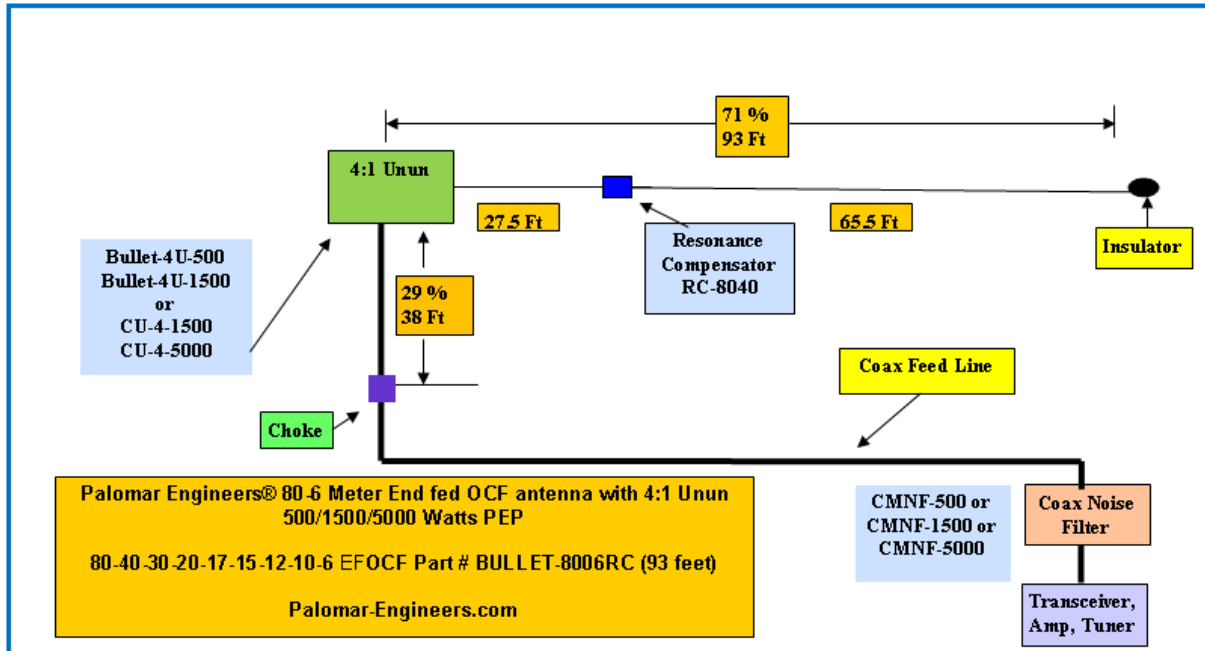 71 %
93 Ft
4:1 Unun
27.5 Ft
65.5 Ft
Resonance
Compensator
RC-8040
Insulator
Bullet-4U-500
Bullet-4U-1500
or
CU-4-1500
CU-4-5000
29 %
38 Ft
Choke
Coax Feed Line
Palomar Engineers® 80-6 Meter End fed OCF antenna with 4:1 Unun
500/1500/5000 Watts PEP
80-40-30-20-17-15-12-10-6 EFOCF Part # BULLET-8006RC (93 feet)
Palomar-Engineers.com
CMNF-500 or
CMNF-1500 or
CMNF-5000
Coax Noise
Filter
Transceiver,
Amp, Tuner